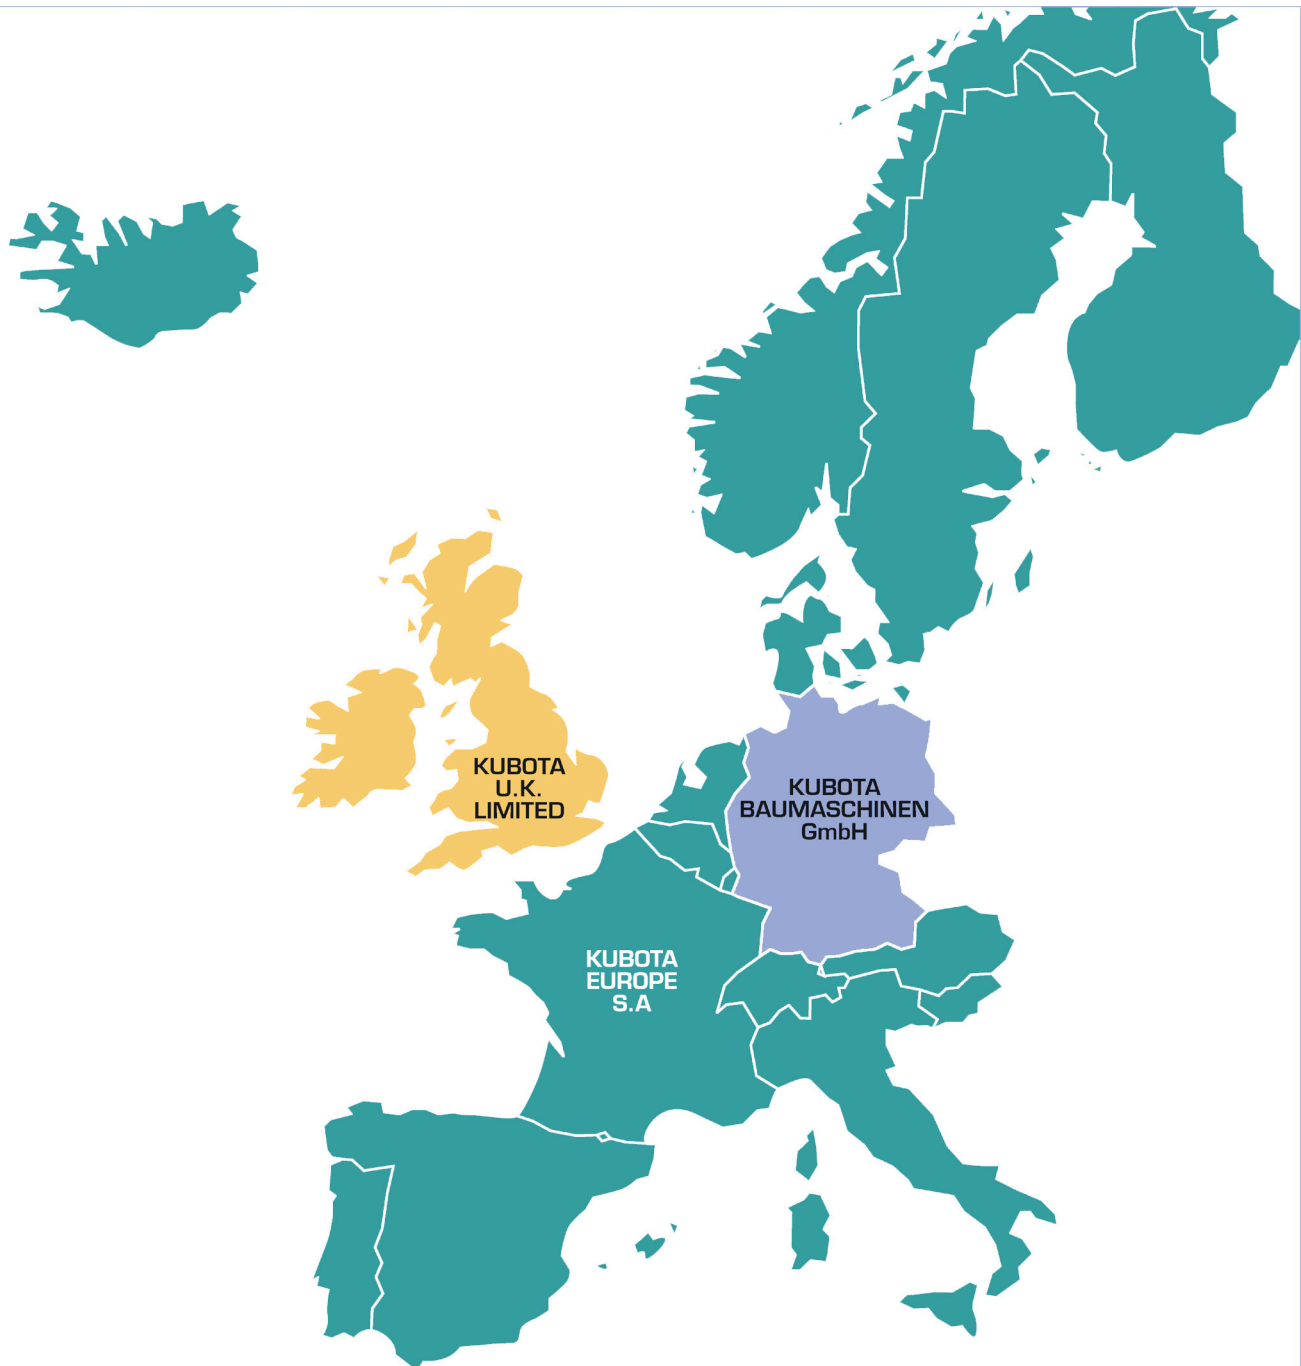 KUBOTA
U.K.
LIMITED
KUBOTA
BAUMASCHINEN
GmbH
KUBOTA
EUROPE
S.A